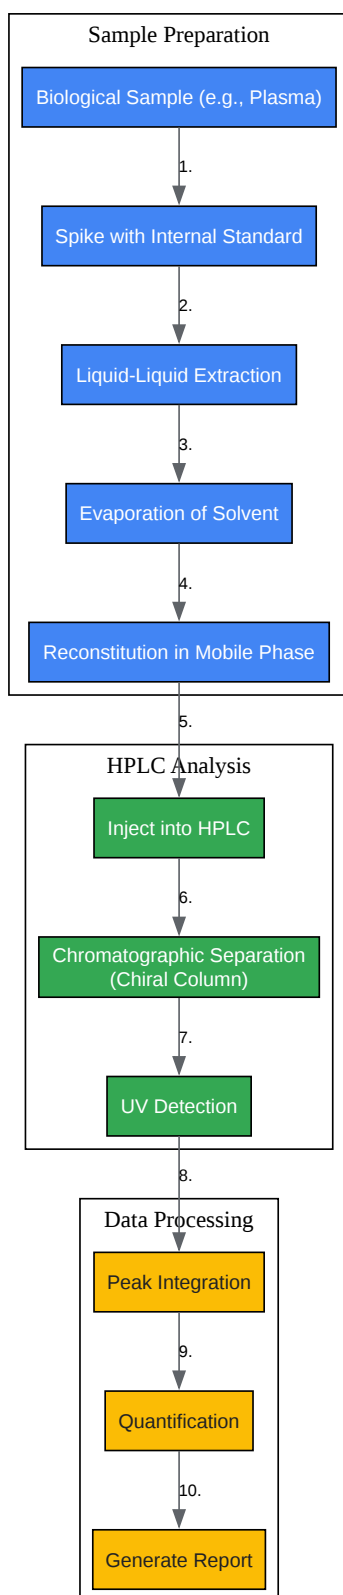 Sample Preparation
Biological Sample (e.g., Plasma)
1.
Spike with Internal Standard
2.
Liquid-Liquid Extraction
3.
Evaporation of Solvent
4.
Reconstitution in Mobile Phase
5.
HPLC Analysis
Inject into HPLC
6.
Chromatographic Separation
(Chiral Column)
7.
UV Detection
8.
Data Processing
Peak Integration
9.
Quantification
10.
Generate Report